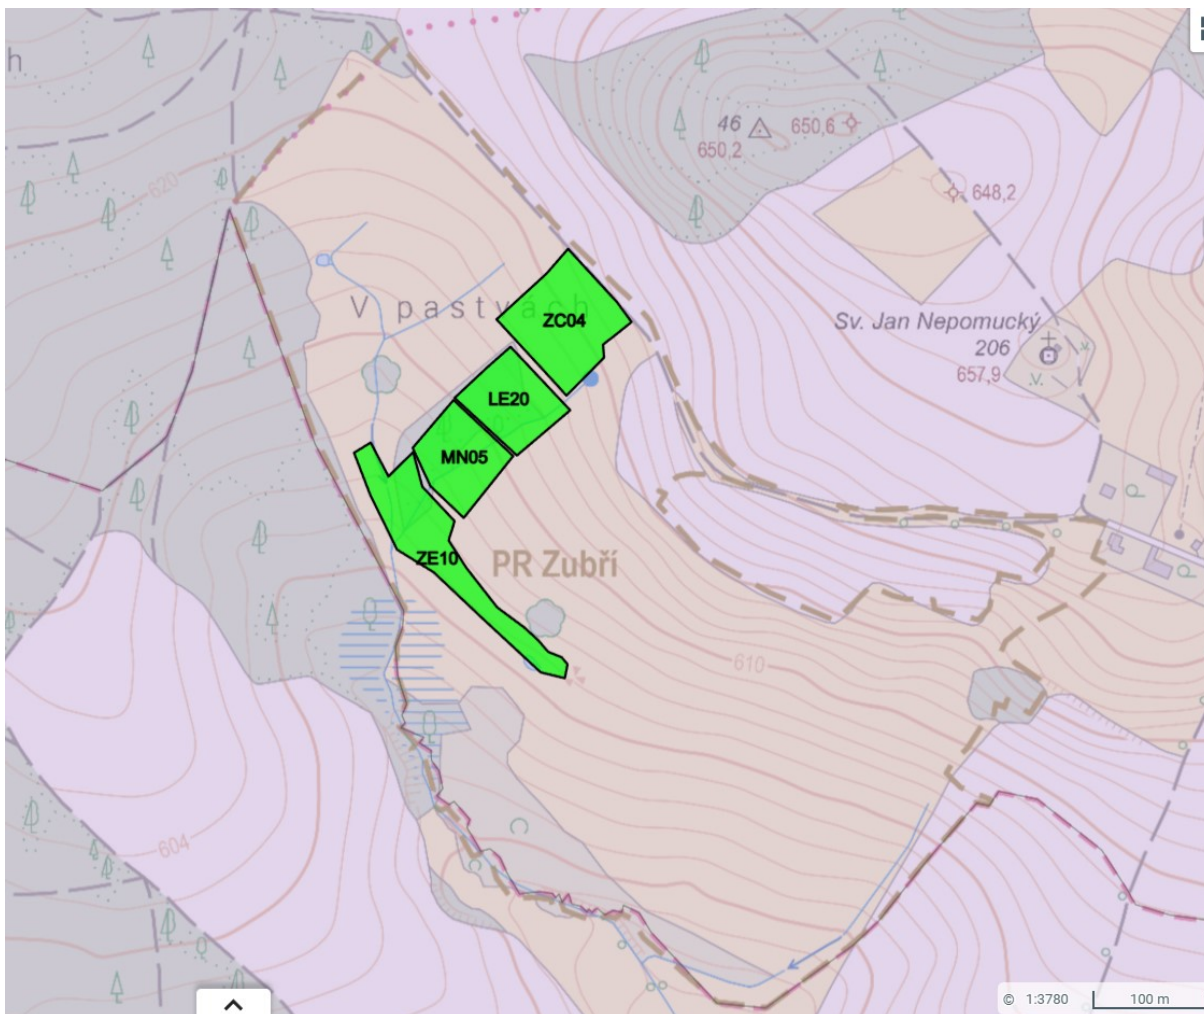 h
46
650,2
650,6
620
648,2
V pastvách
ZC04
Sv. Jan Nepomucký
206
657,9
LE20
MN05
ZE10
PR Zubří
610
604
© 1:3780
100 m